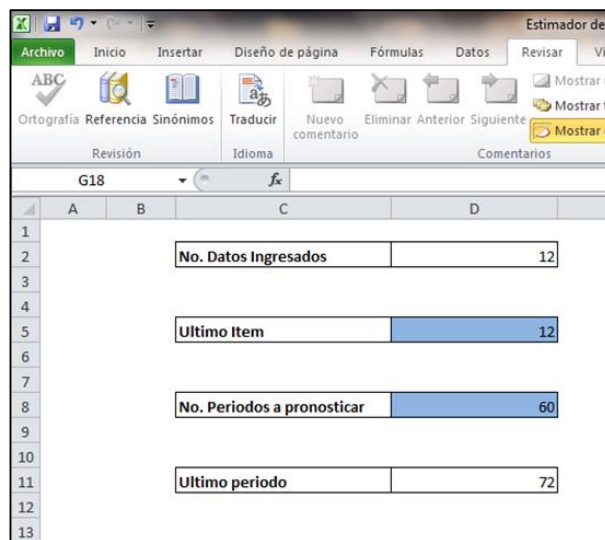 Estimador de
Archivo Inicio Insertar Diseño de página Fórmulas Datos Revisar Vi
ABC
Ortografía Referencia Sinónimos Traducir Nuevo comentario Eliminar Anterior Siguiente
Mostrar
Mostrar
Mostrar
Revisión Idioma Comentarios
G18 fx
A B C D
1
2 No. Datos Ingresados 12
3
4
5 Ultimo Item 12
6
7
8 No. Periodos a pronosticar 60
9
10
11 Ultimo periodo 72
12
13